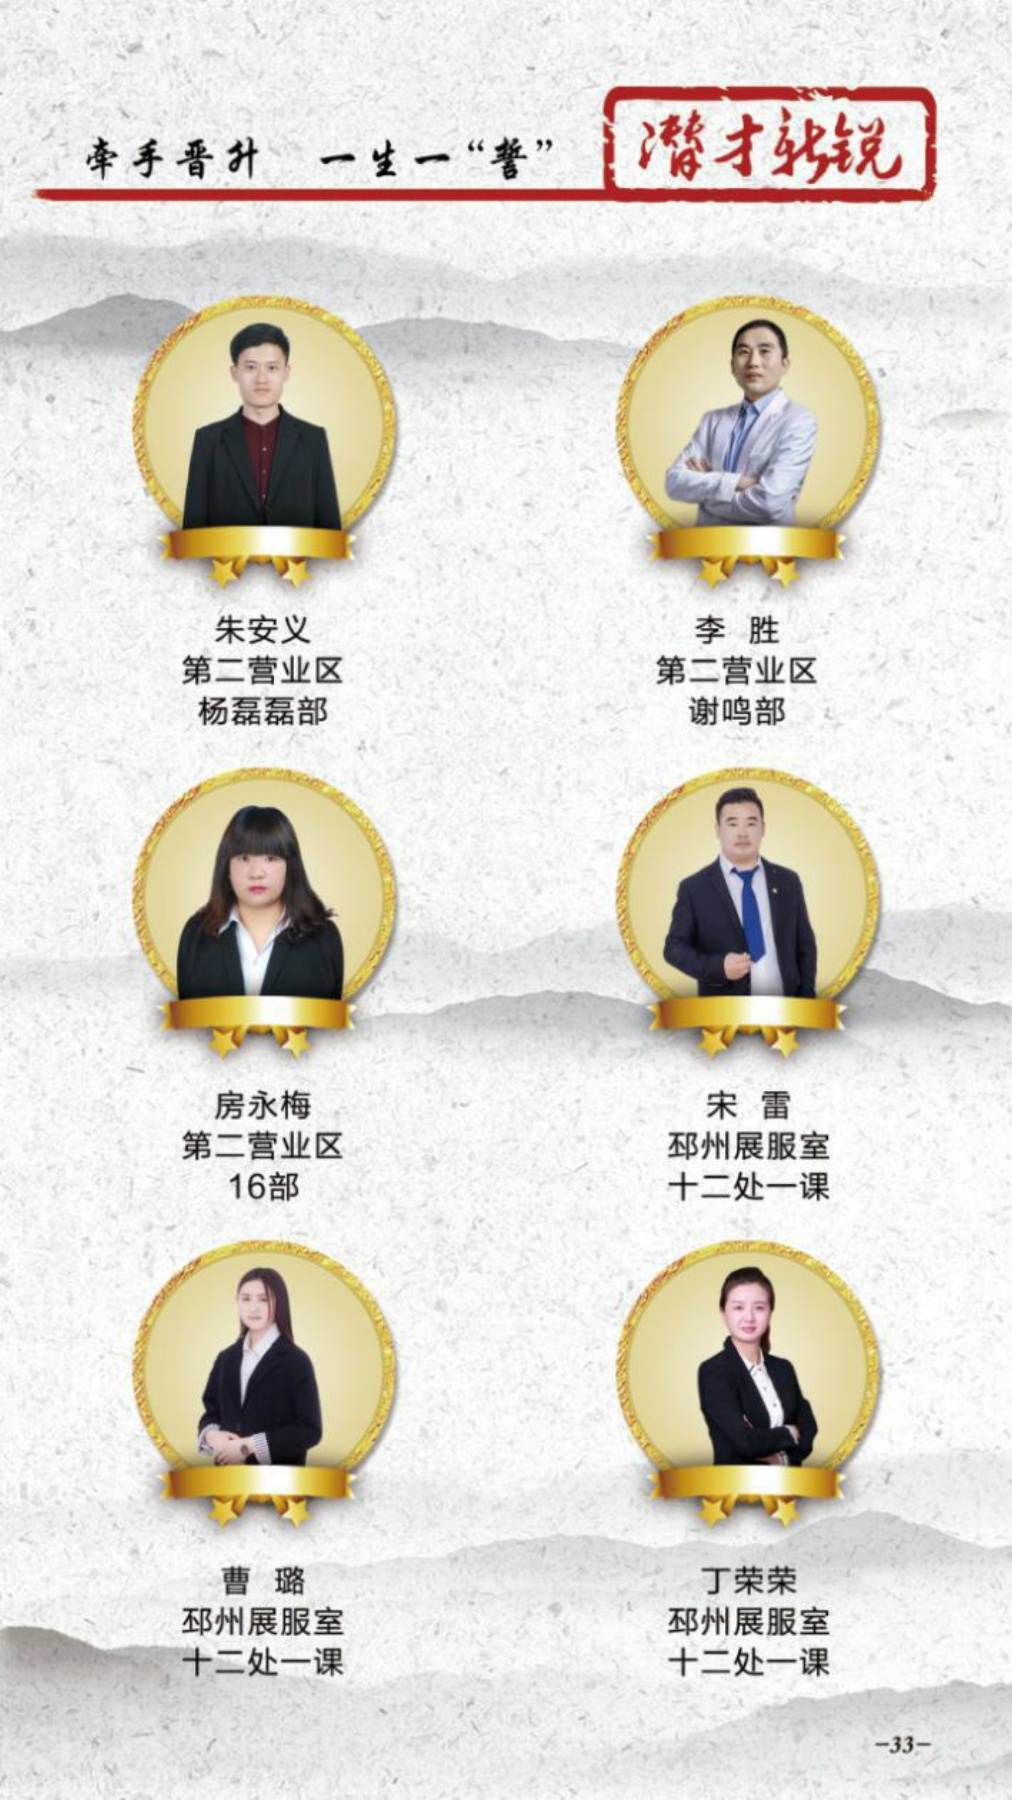 牵手晋升 一生一“誓”
潜才新锐
朱安义
第二营业区
杨磊磊部
李 胜
第二营业区
谢鸣部
房永梅
第二营业区
16部
宋 雷
邳州展服室
十二处一课
曹 璐
邳州展服室
十二处一课
丁荣荣
邳州展服室
十二处一课
-33-